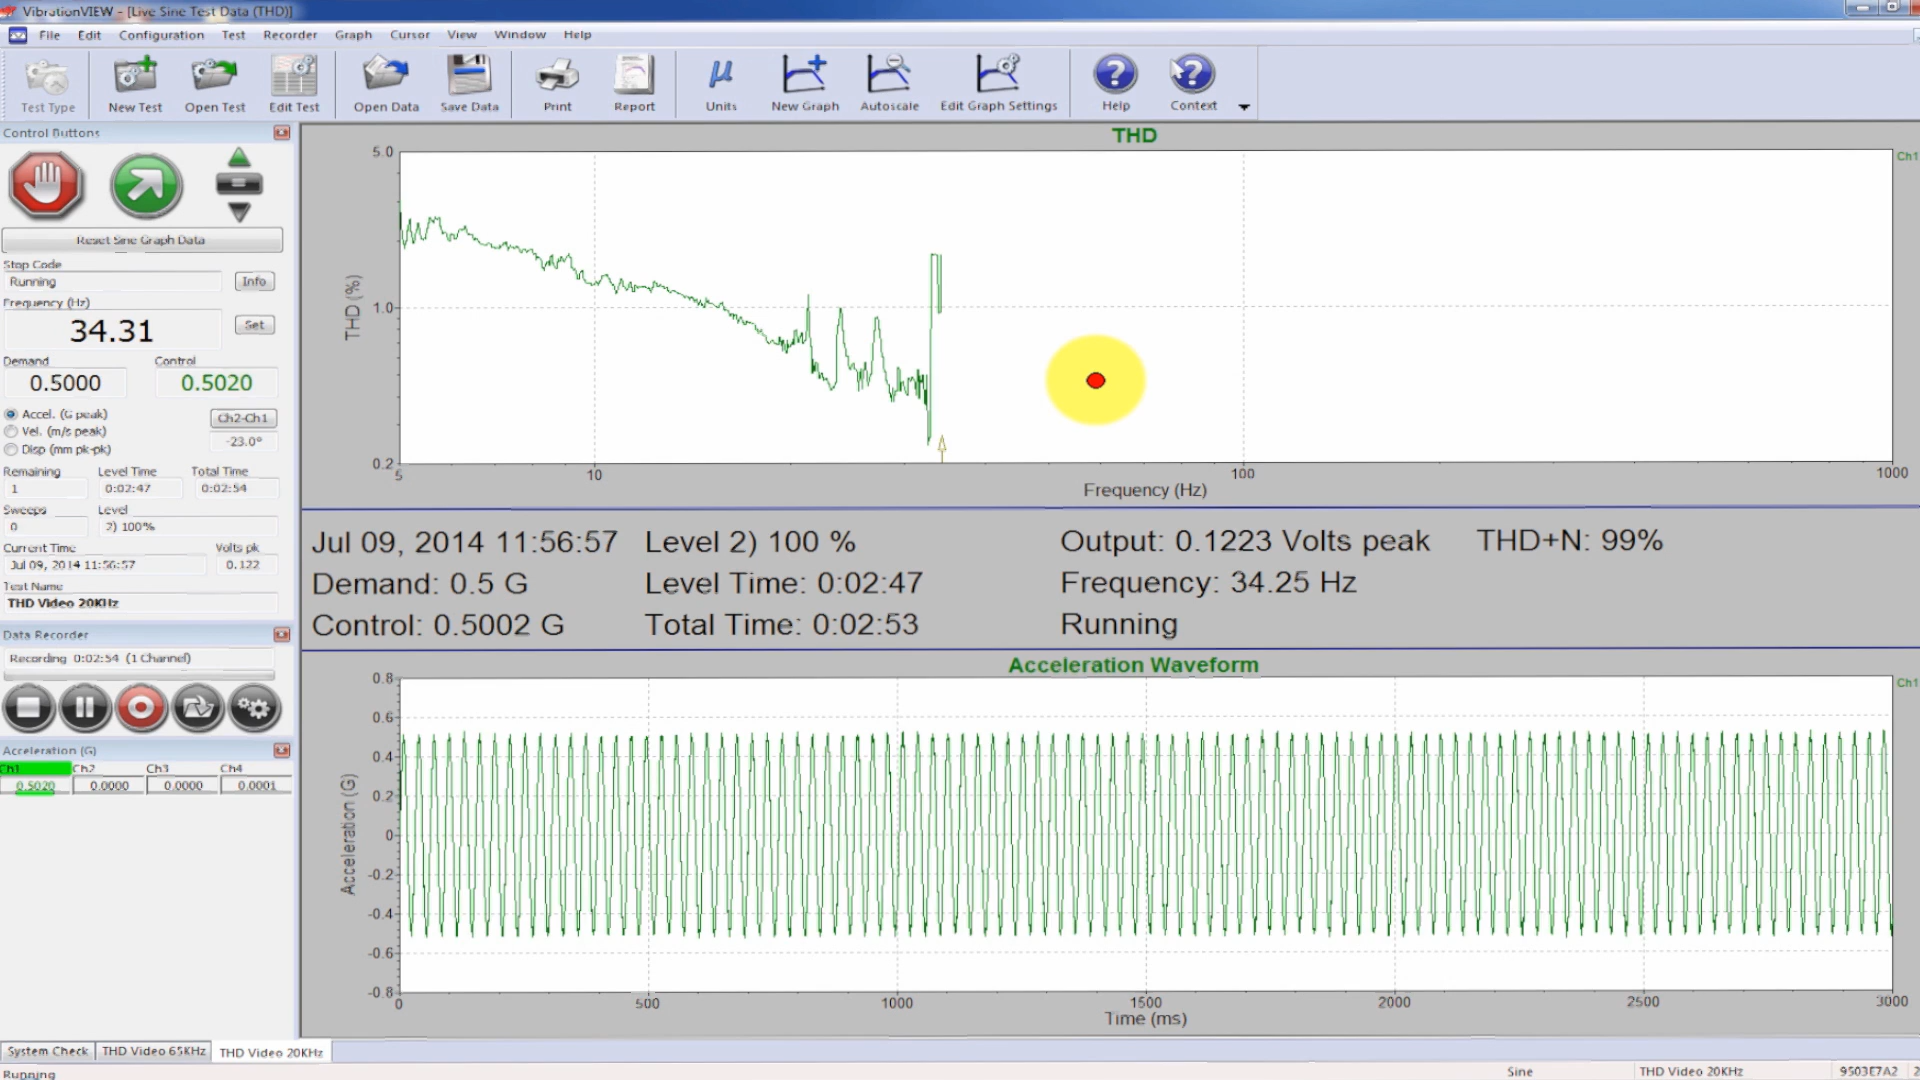 VibrationVIEW - [Live Sine Test Data (THD)]
File Edit Configuration Test Recorder Graph Cursor View Window Help
Test Type New Test Open Test Edit Test Open Data Save Data Print Report Units New Graph Autoscale Edit Graph Settings Help Context
Control Buttons
Reset Sine Graph Data
Stop Code
Running Info
Frequency (Hz)
34.31 Set
Demand Control
0.5000 0.5020
Accel. (G peak) Ch2-Ch1
Vel. (m/s peak)
-23.0°
Disp (mm pk-pk)
Remaining Level Time Total Time
1 0:02:47 0:02:54
Sweeps Level
0 2) 100%
Current Time Volts pk
Jul 09, 2014 11:56:57 0.122
Test Name
THD Video 20KHz
Data Recorder
Recording 0:02:54 (1 Channel)
Acceleration (G)
Ch1 Ch2 Ch3 Ch4
0.5020 0.0000 0.0000 0.0001
THD
Ch1
5.0
1.0
0.2
THD (%)
5 10 100 1000
Frequency (Hz)
Jul 09, 2014 11:56:57 Level 2) 100 % Output: 0.1223 Volts peak THD+N: 99%
Demand: 0.5 G Level Time: 0:02:47 Frequency: 34.25 Hz
Control: 0.5002 G Total Time: 0:02:53 Running
Acceleration Waveform
Ch1
0.8
0.6
0.4
0.2
0
-0.2
-0.4
-0.6
-0.8
Acceleration (G)
0 500 1000 1500 2000 2500 3000
Time (ms)
System Check THD Video 65KHz THD Video 20KHz
Running Sine THD Video 20KHz 9503E7A2 2